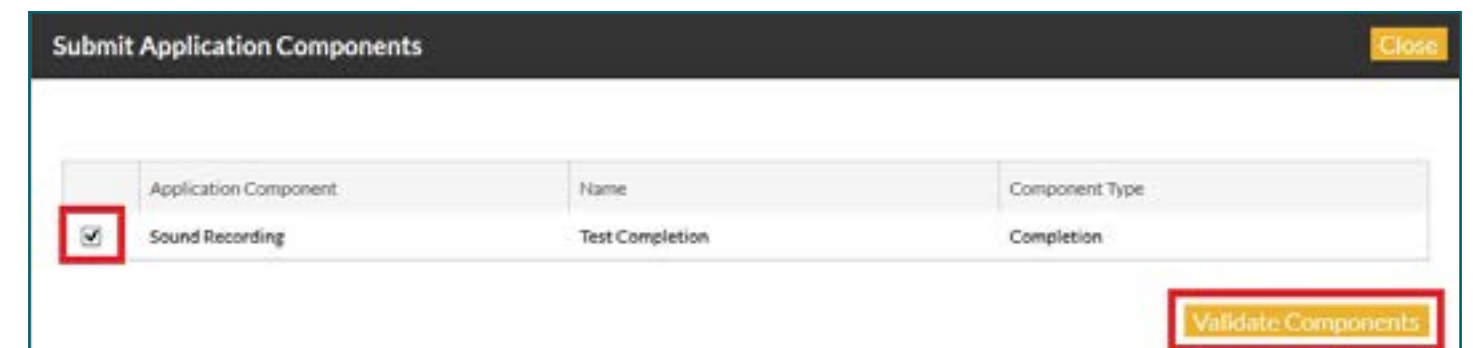 Submit Application Components Close
Application Component Name Component Type
Sound Recording Test Completion Completion
Validate Components